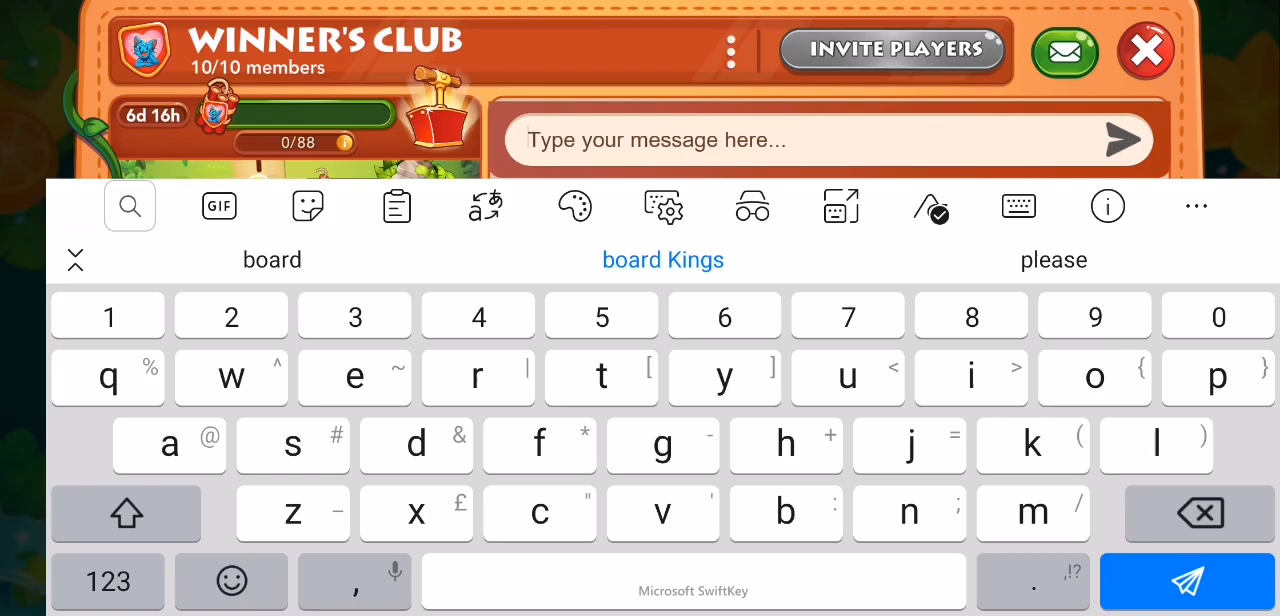 WINNER'S CLUB
10/10 members
INVITE PLAYERS
6d 16h
0/88
Type your message here...
GIF
board board Kings please
1 2 3 4 5 6 7 8 9 0
q % w ^ e ~ r | t [ y ] u < i > o { p }
a @ s # d & f * g - h + j = k ( l )
z _ x £ c " v ' b : n ; m /
123 , Microsoft SwiftKey . ,!?